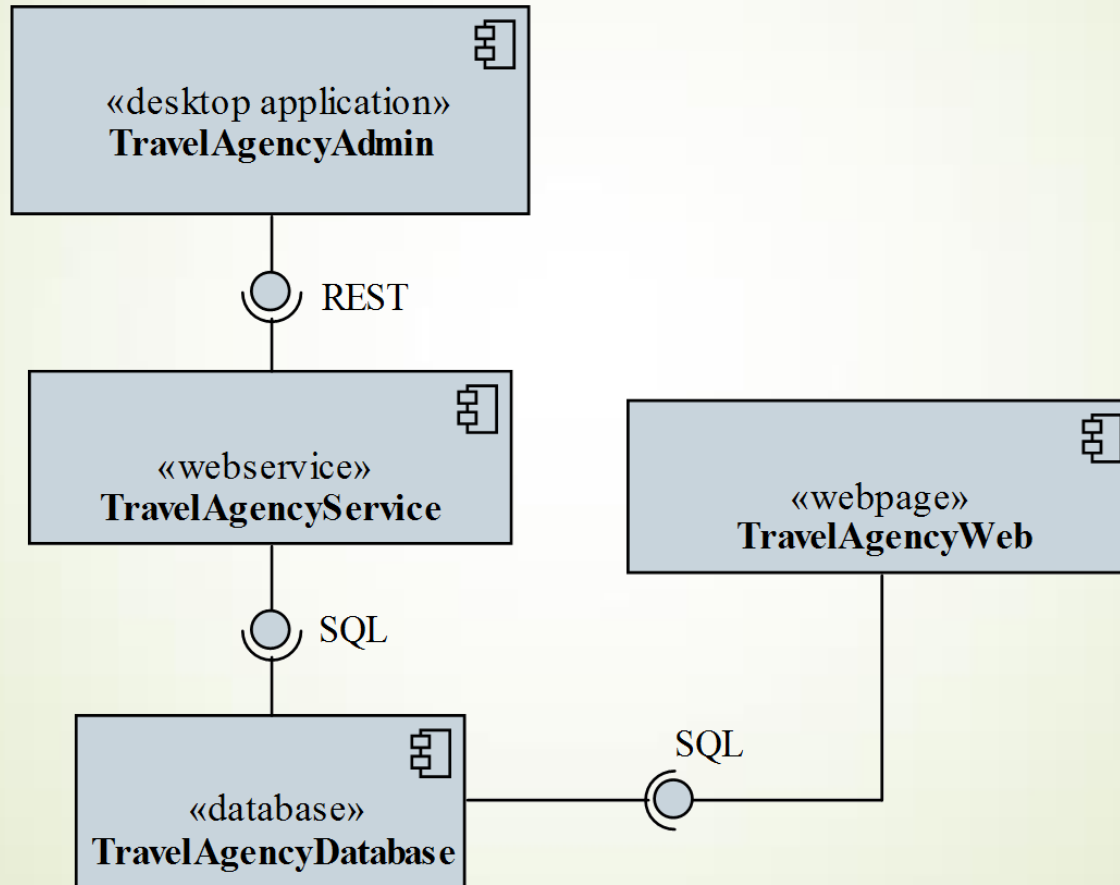 «desktop application»
TravelAgencyAdmin
REST
«webservice»
TravelAgencyService
«webpage»
TravelAgencyWeb
SQL
SQL
«database»
TravelAgencyDatabase